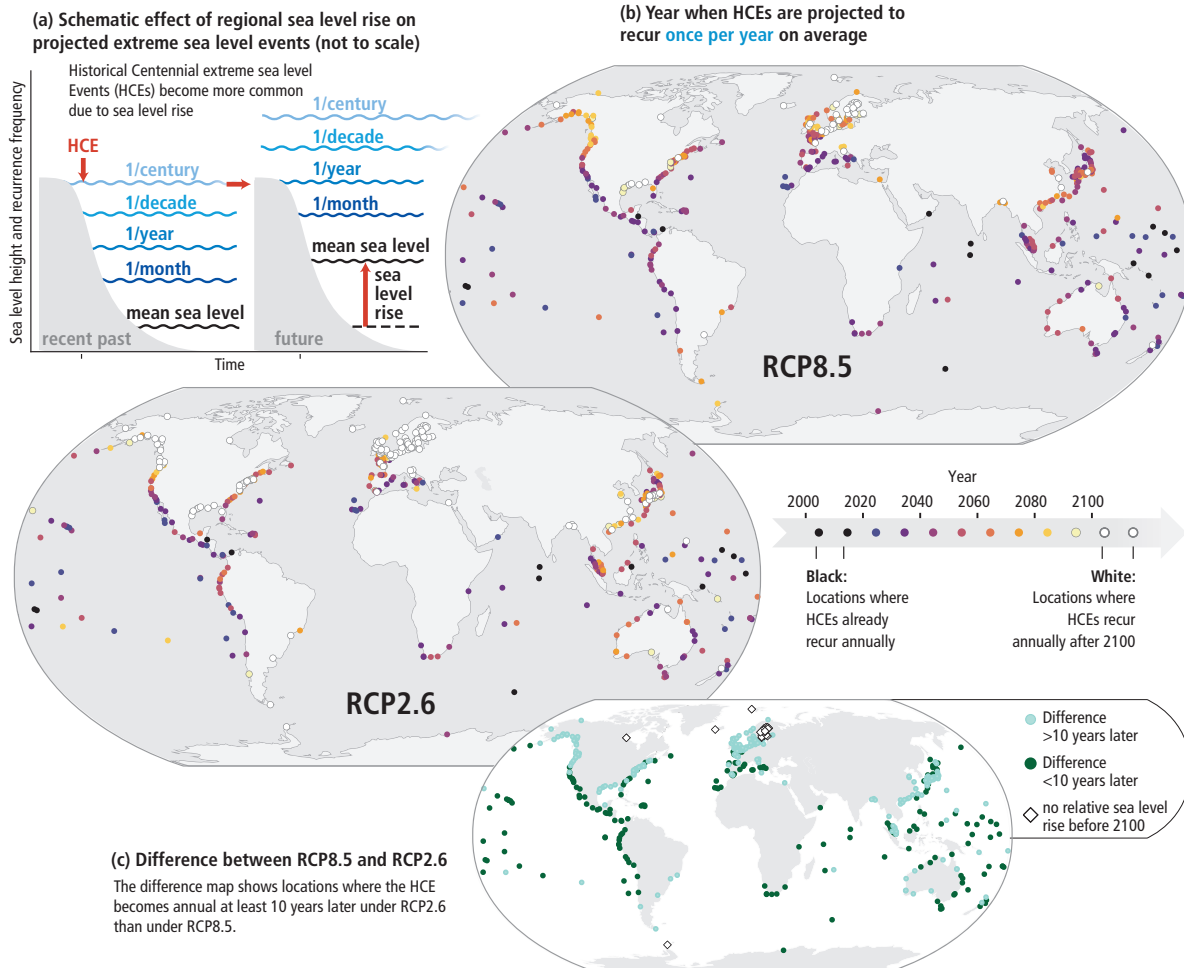 (a) Schematic effect of regional sea level rise on
projected extreme sea level events (not to scale)
Sea level height and recurrence frequency
Historical Centennial extreme sea level
Events (HCEs) become more common
due to sea level rise
HCE
1/century
1/decade
1/year
1/month
mean sea level
recent past
1/century
1/decade
1/year
1/month
mean sea level
sea
level
rise
future
Time
(b) Year when HCEs are projected to
recur once per year on average
RCP8.5
RCP2.6
Year
2000 2020 2040 2060 2080 2100
Black:
Locations where
HCEs already
recur annually
White:
Locations where
HCEs recur
annually after 2100
(c) Difference between RCP8.5 and RCP2.6
The difference map shows locations where the HCE
becomes annual at least 10 years later under RCP2.6
than under RCP8.5.
Difference
>10 years later
Difference
<10 years later
no relative sea level
rise before 2100